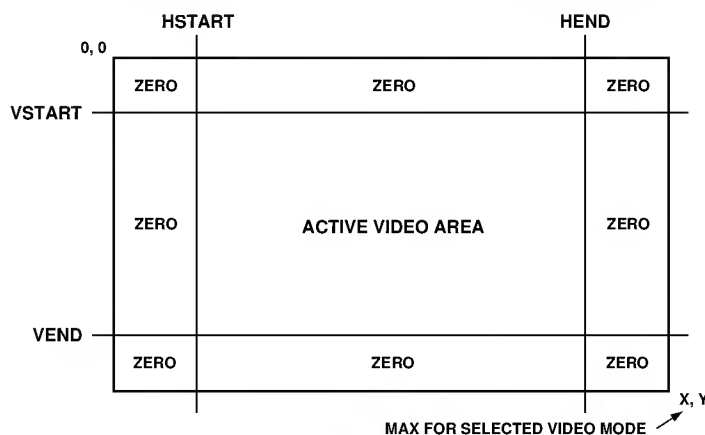 HSTART HEND
0, 0
ZERO ZERO ZERO
VSTART
ZERO ACTIVE VIDEO AREA ZERO
VEND
ZERO ZERO ZERO
X, Y
MAX FOR SELECTED VIDEO MODE